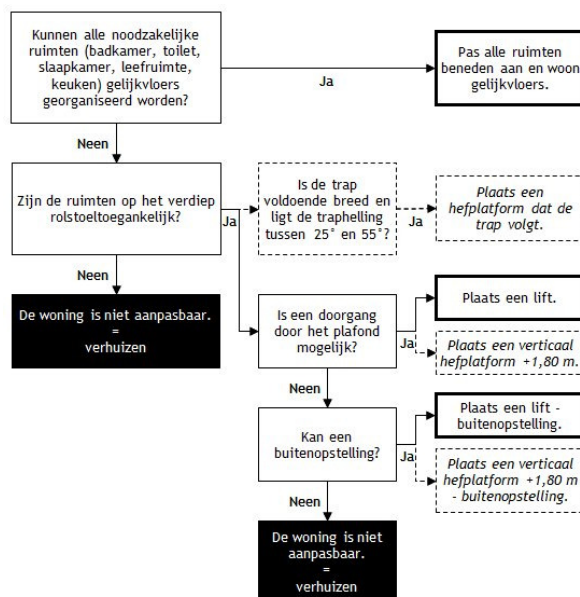 Kunnen alle noodzakelijke
ruimten (badkamer, toilet,
slaapkamer, leefruimte,
keuken) gelijkvloers
georganiseerd worden?
Ja
Pas alle ruimten
beneden aan en woon
gelijkvloers.
Neen
Zijn de ruimten op het verdiep
rolstoeltoegankelijk?
Ja
Is de trap
voldoende breed en
ligt de traphelling
tussen 25° en 55°?
Ja
Plaats een
hefplatform dat de
trap volgt.
Neen
De woning is niet aanpasbaar.
=
verhuizen
Is een doorgang
door het plafond
mogelijk?
Ja
Plaats een lift.
Plaats een verticaal
hefplatform +1,80 m.
Neen
Kan een
buitenopstelling?
Ja
Plaats een lift -
buitenopstelling.
Plaats een verticaal
hefplatform +1,80 m
- buitenopstelling.
Neen
De woning is niet
aanpasbaar.
=
verhuizen